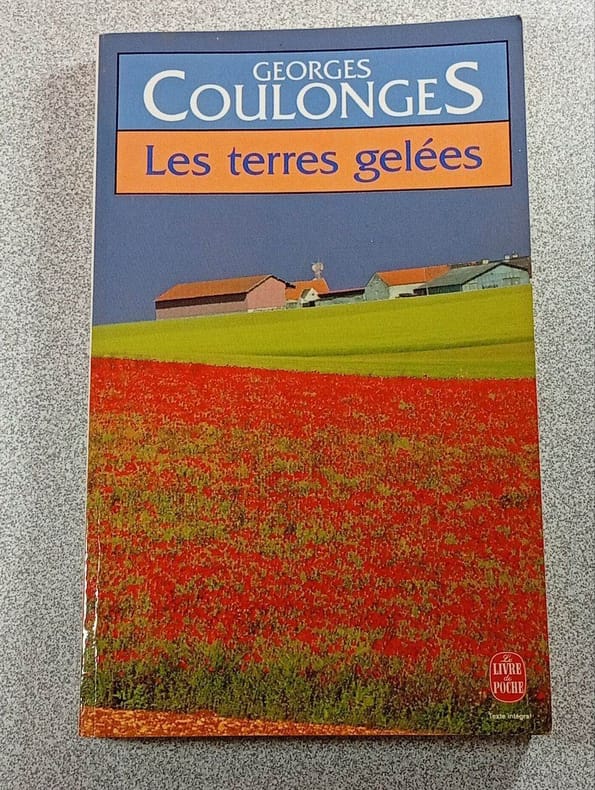 GEORGES
COULONGES
Les terres gelées
Le
LIVRE
de
POCHE
Texte intégral